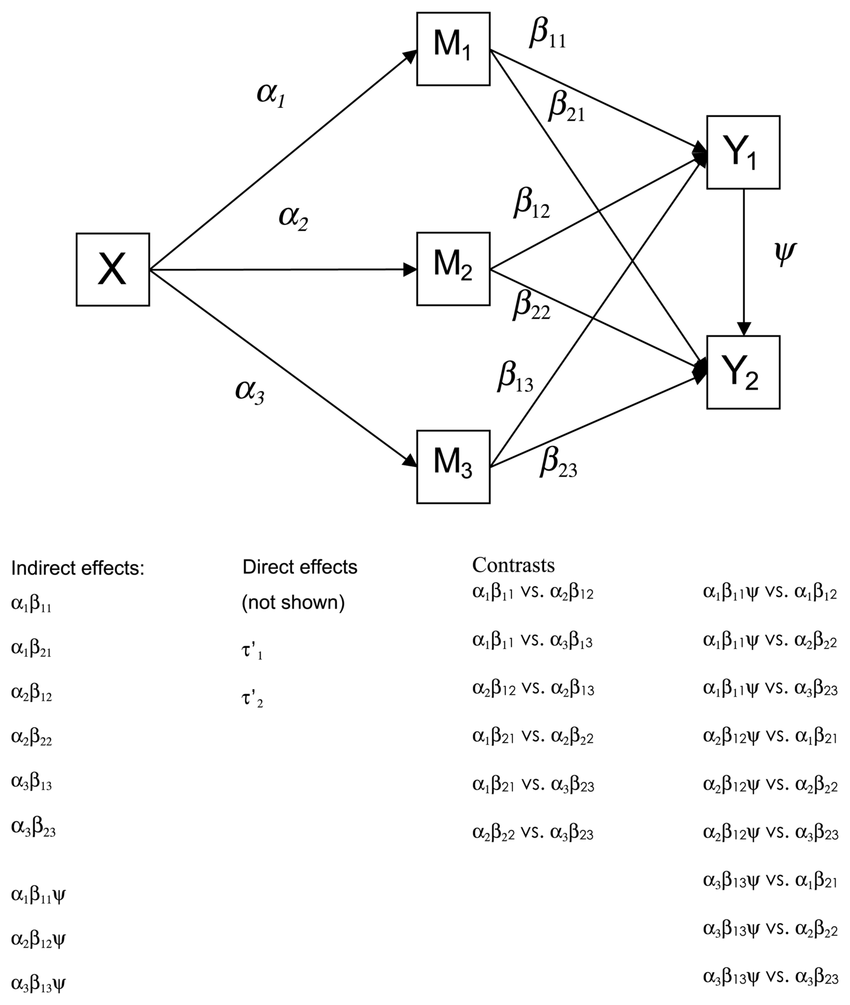 M₁
β₁₁
α₁
β₂₁
Y₁
β₁₂
α₂
X
M₂
ψ
β₂₂
β₁₃
Y₂
α₃
M₃
β₂₃
Indirect effects:
α₁β₁₁
α₁β₂₁
α₂β₁₂
α₂β₂₂
α₃β₁₃
α₃β₂₃
α₁β₁₁ψ
α₂β₁₂ψ
α₃β₁₃ψ
Direct effects
(not shown)
τ'₁
τ'₂
Contrasts
α₁β₁₁ vs. α₂β₁₂
α₁β₁₁ vs. α₃β₁₃
α₂β₁₂ vs. α₂β₁₃
α₁β₂₁ vs. α₂β₂₂
α₁β₂₁ vs. α₃β₂₃
α₂β₂₂ vs. α₃β₂₃
α₁β₁₁ψ vs. α₁β₁₂
α₁β₁₁ψ vs. α₂β₂₂
α₁β₁₁ψ vs. α₃β₂₃
α₂β₁₂ψ vs. α₁β₂₁
α₂β₁₂ψ vs. α₂β₂₂
α₂β₁₂ψ vs. α₃β₂₃
α₃β₁₃ψ vs. α₁β₂₁
α₃β₁₃ψ vs. α₂β₂₂
α₃β₁₃ψ vs. α₃β₂₃